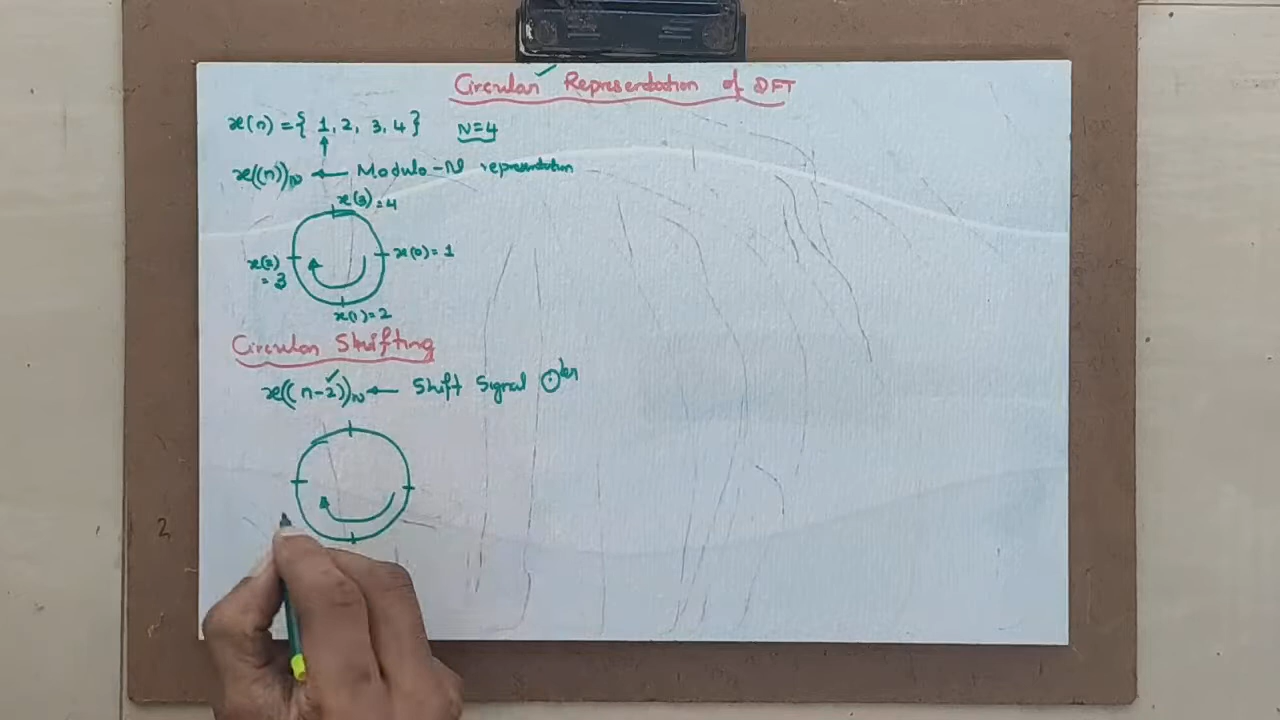 Circular Representation of DFT
x(n) = { 1, 2, 3, 4 } N=4
x((n))N ← Modulo-N representation
x(3)=4
x(2)
=3
x(0)=1
x(1)=2
Circular Shifting
x((n-2))N ← Shift Signal
2